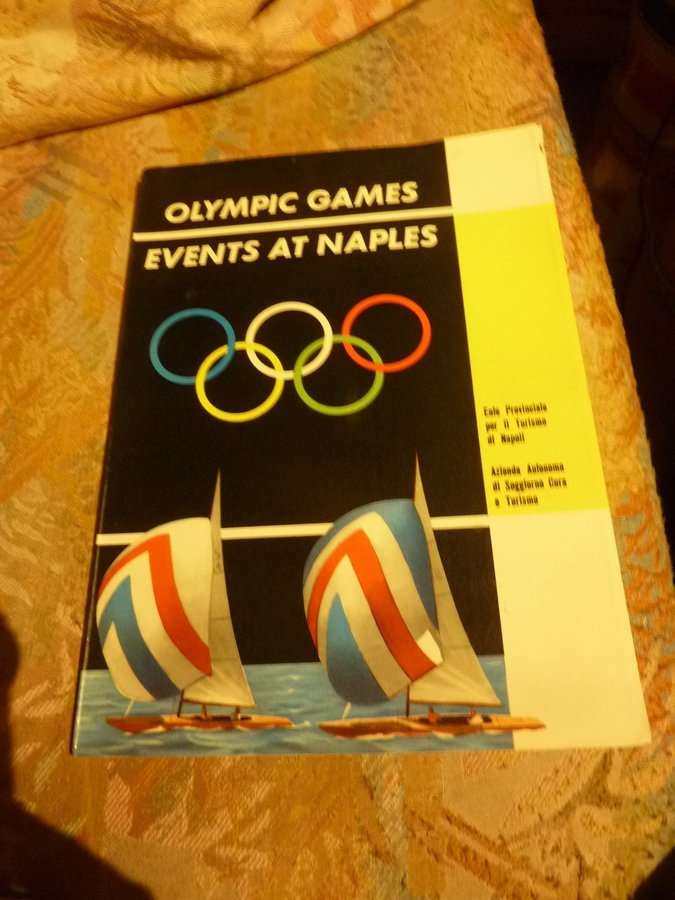 OLYMPIC GAMES
EVENTS AT NAPLES
Ente Provinciale
per il Turismo
di Napoli
Azienda Autonoma
di Soggiorno Cura
e Turismo